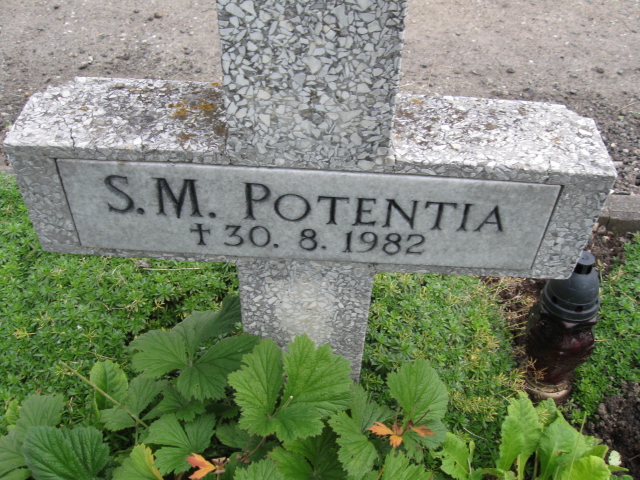 S. M. POTENTIA
† 30. 8. 1982